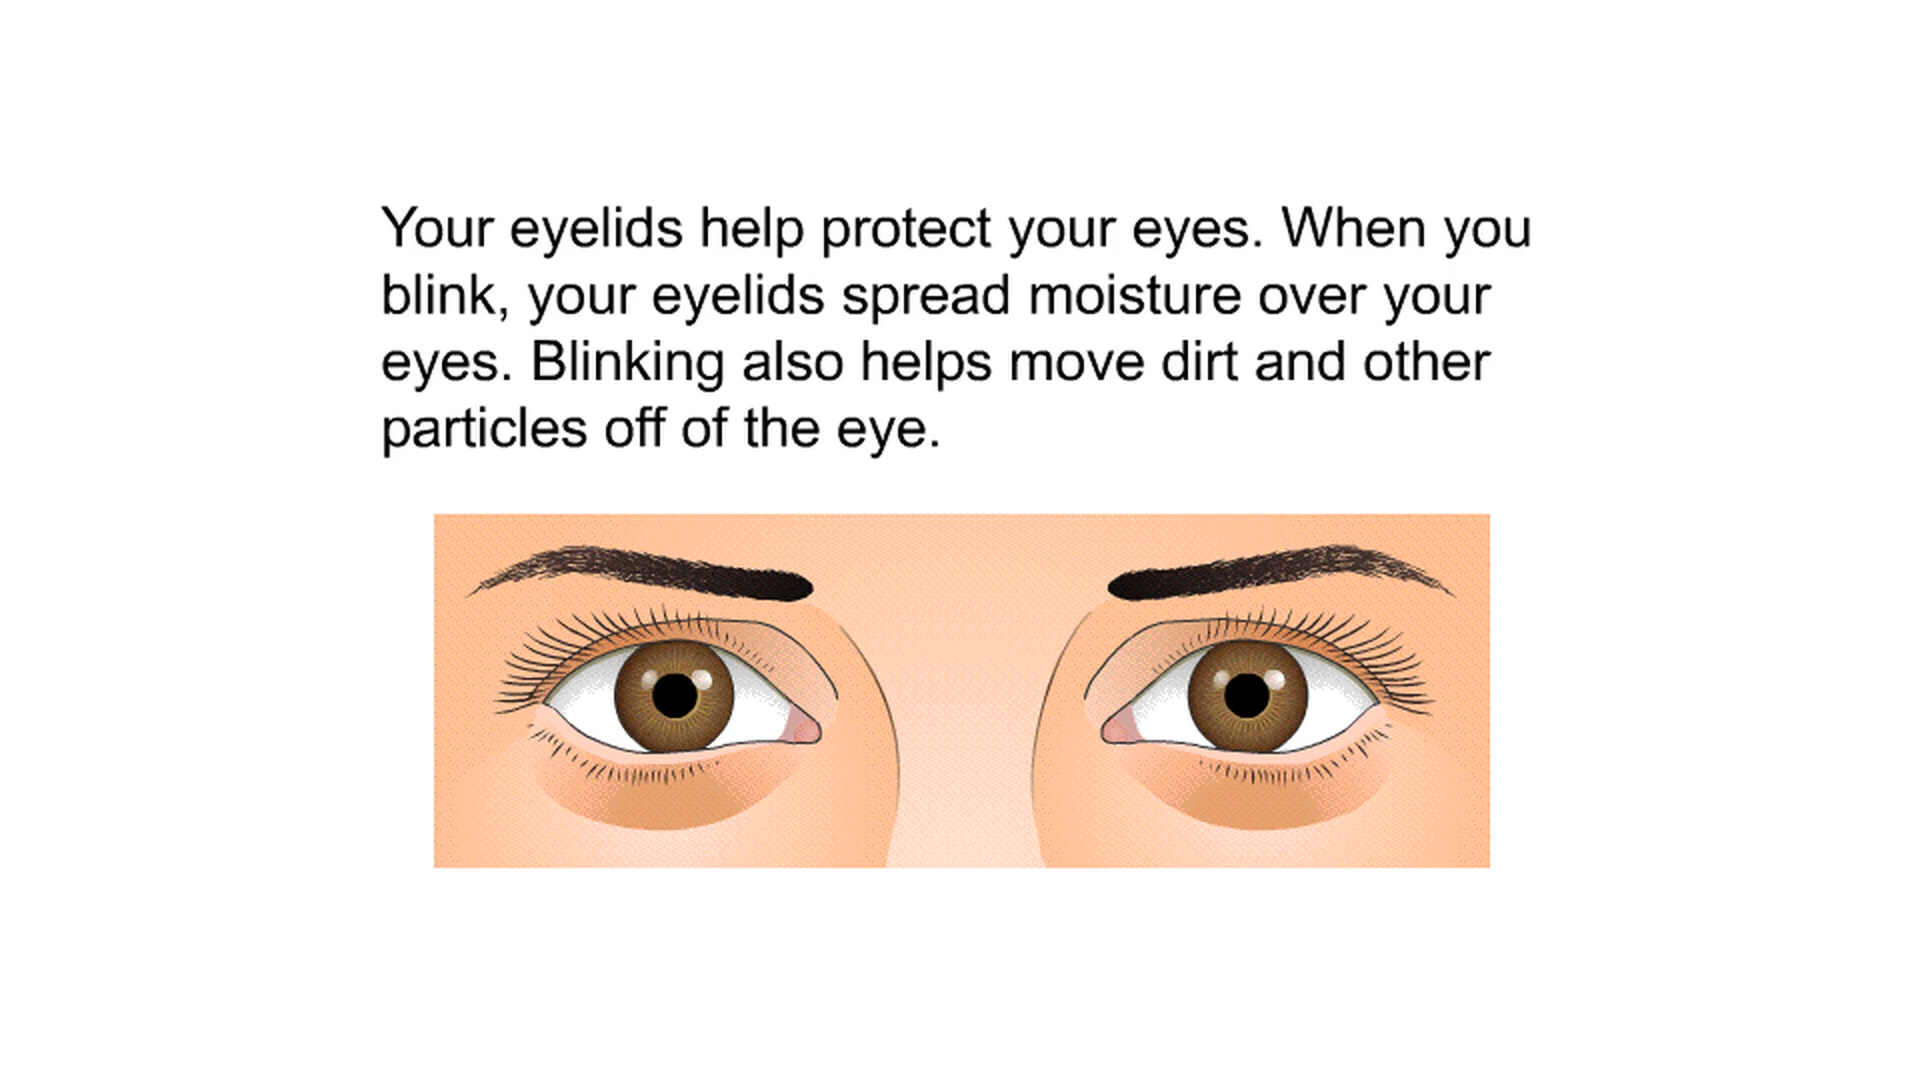 Your eyelids help protect your eyes. When you
blink, your eyelids spread moisture over your
eyes. Blinking also helps move dirt and other
particles off of the eye.